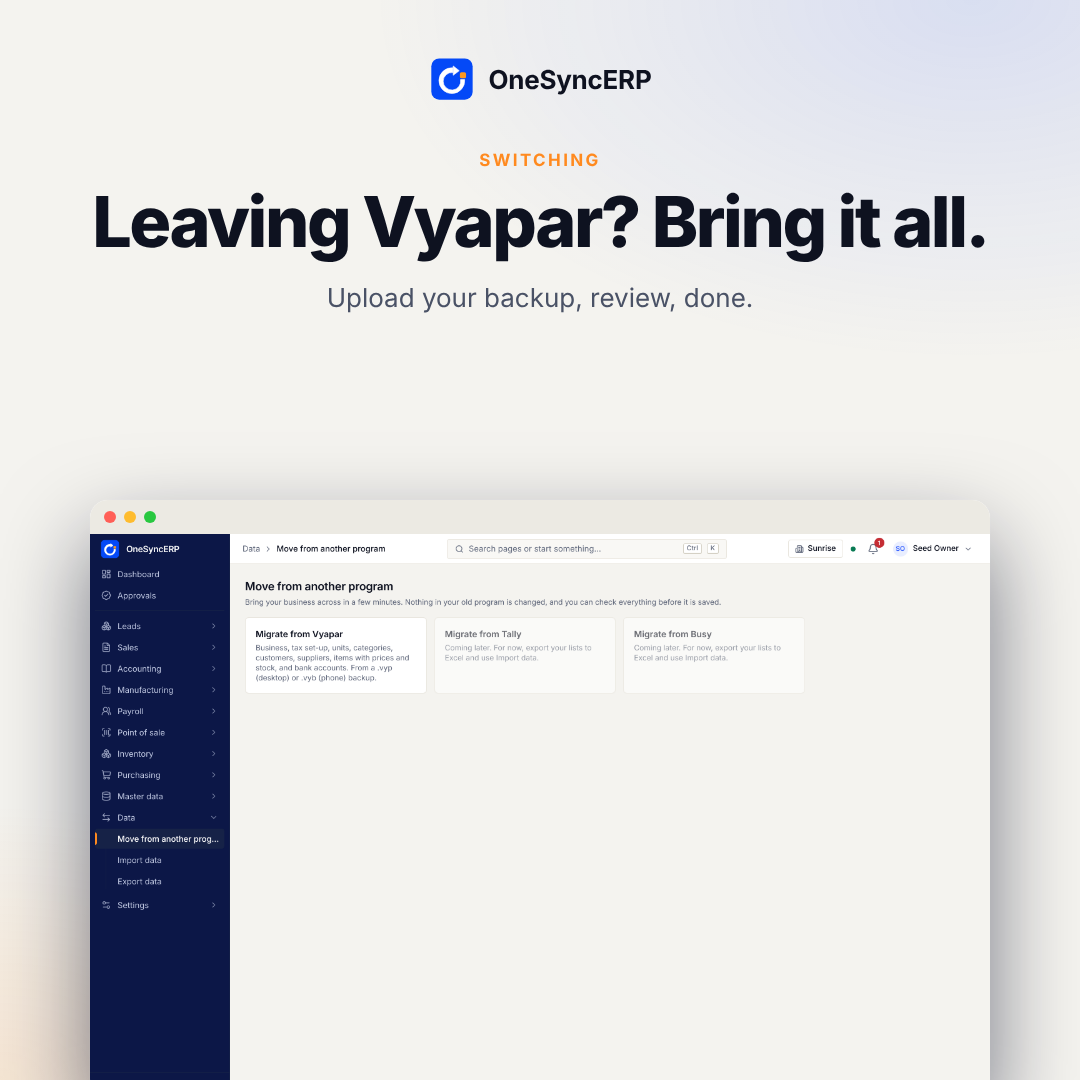 OneSyncERP
SWITCHING
Leaving Vyapar? Bring it all.
Upload your backup, review, done.
OneSyncERP
Data > Move from another program
Search pages or start something...
Ctrl K
Sunrise
1
SO
Seed Owner
Dashboard
Approvals
Leads
Sales
Accounting
Manufacturing
Payroll
Point of sale
Inventory
Purchasing
Master data
Data
Move from another prog...
Import data
Export data
Settings
Move from another program
Bring your business across in a few minutes. Nothing in your old program is changed, and you can check everything before it is saved.
Migrate from Vyapar
Business, tax set-up, units, categories,
customers, suppliers, items with prices and
stock, and bank accounts. From a .vyp
(desktop) or .vyb (phone) backup.
Migrate from Tally
Coming later. For now, export your lists to
Excel and use Import data.
Migrate from Busy
Coming later. For now, export your lists to
Excel and use Import data.